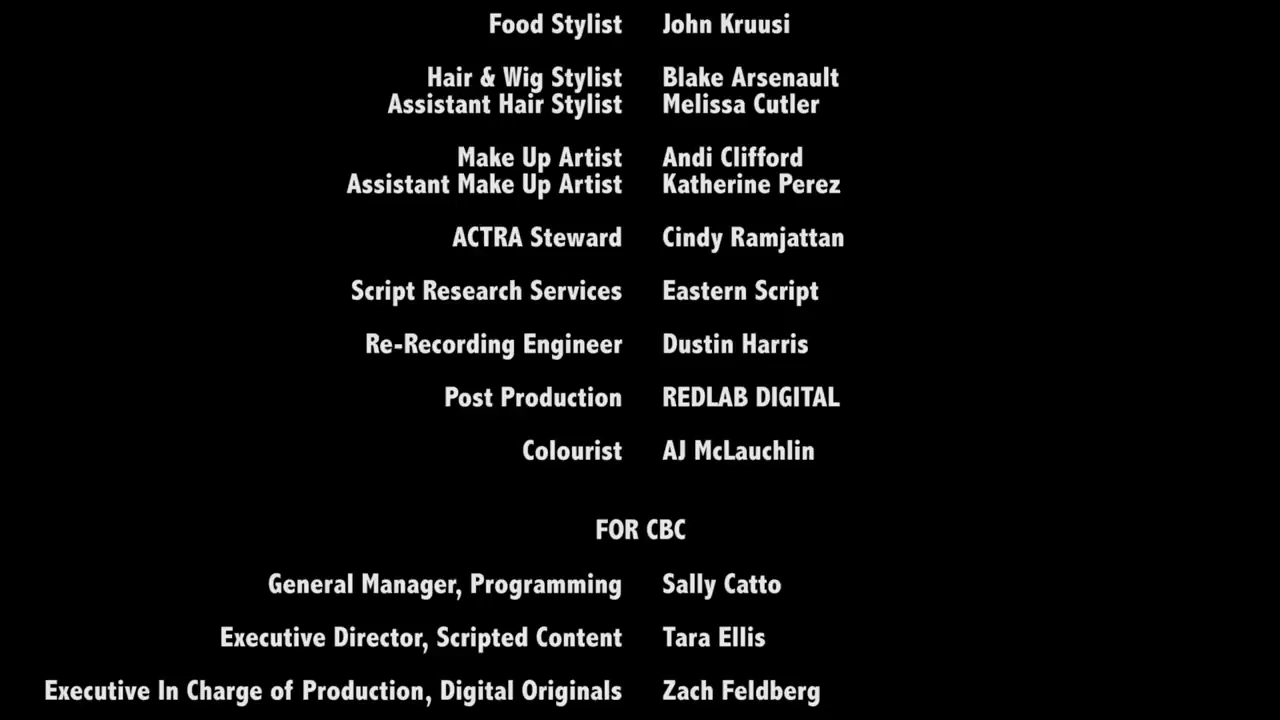 Food Stylist John Kruusi
Hair & Wig Stylist Blake Arsenault
Assistant Hair Stylist Melissa Cutler
Make Up Artist Andi Clifford
Assistant Make Up Artist Katherine Perez
ACTRA Steward Cindy Ramjattan
Script Research Services Eastern Script
Re-Recording Engineer Dustin Harris
Post Production REDLAB DIGITAL
Colourist AJ McLauchlin
FOR CBC
General Manager, Programming Sally Catto
Executive Director, Scripted Content Tara Ellis
Executive In Charge of Production, Digital Originals Zach Feldberg